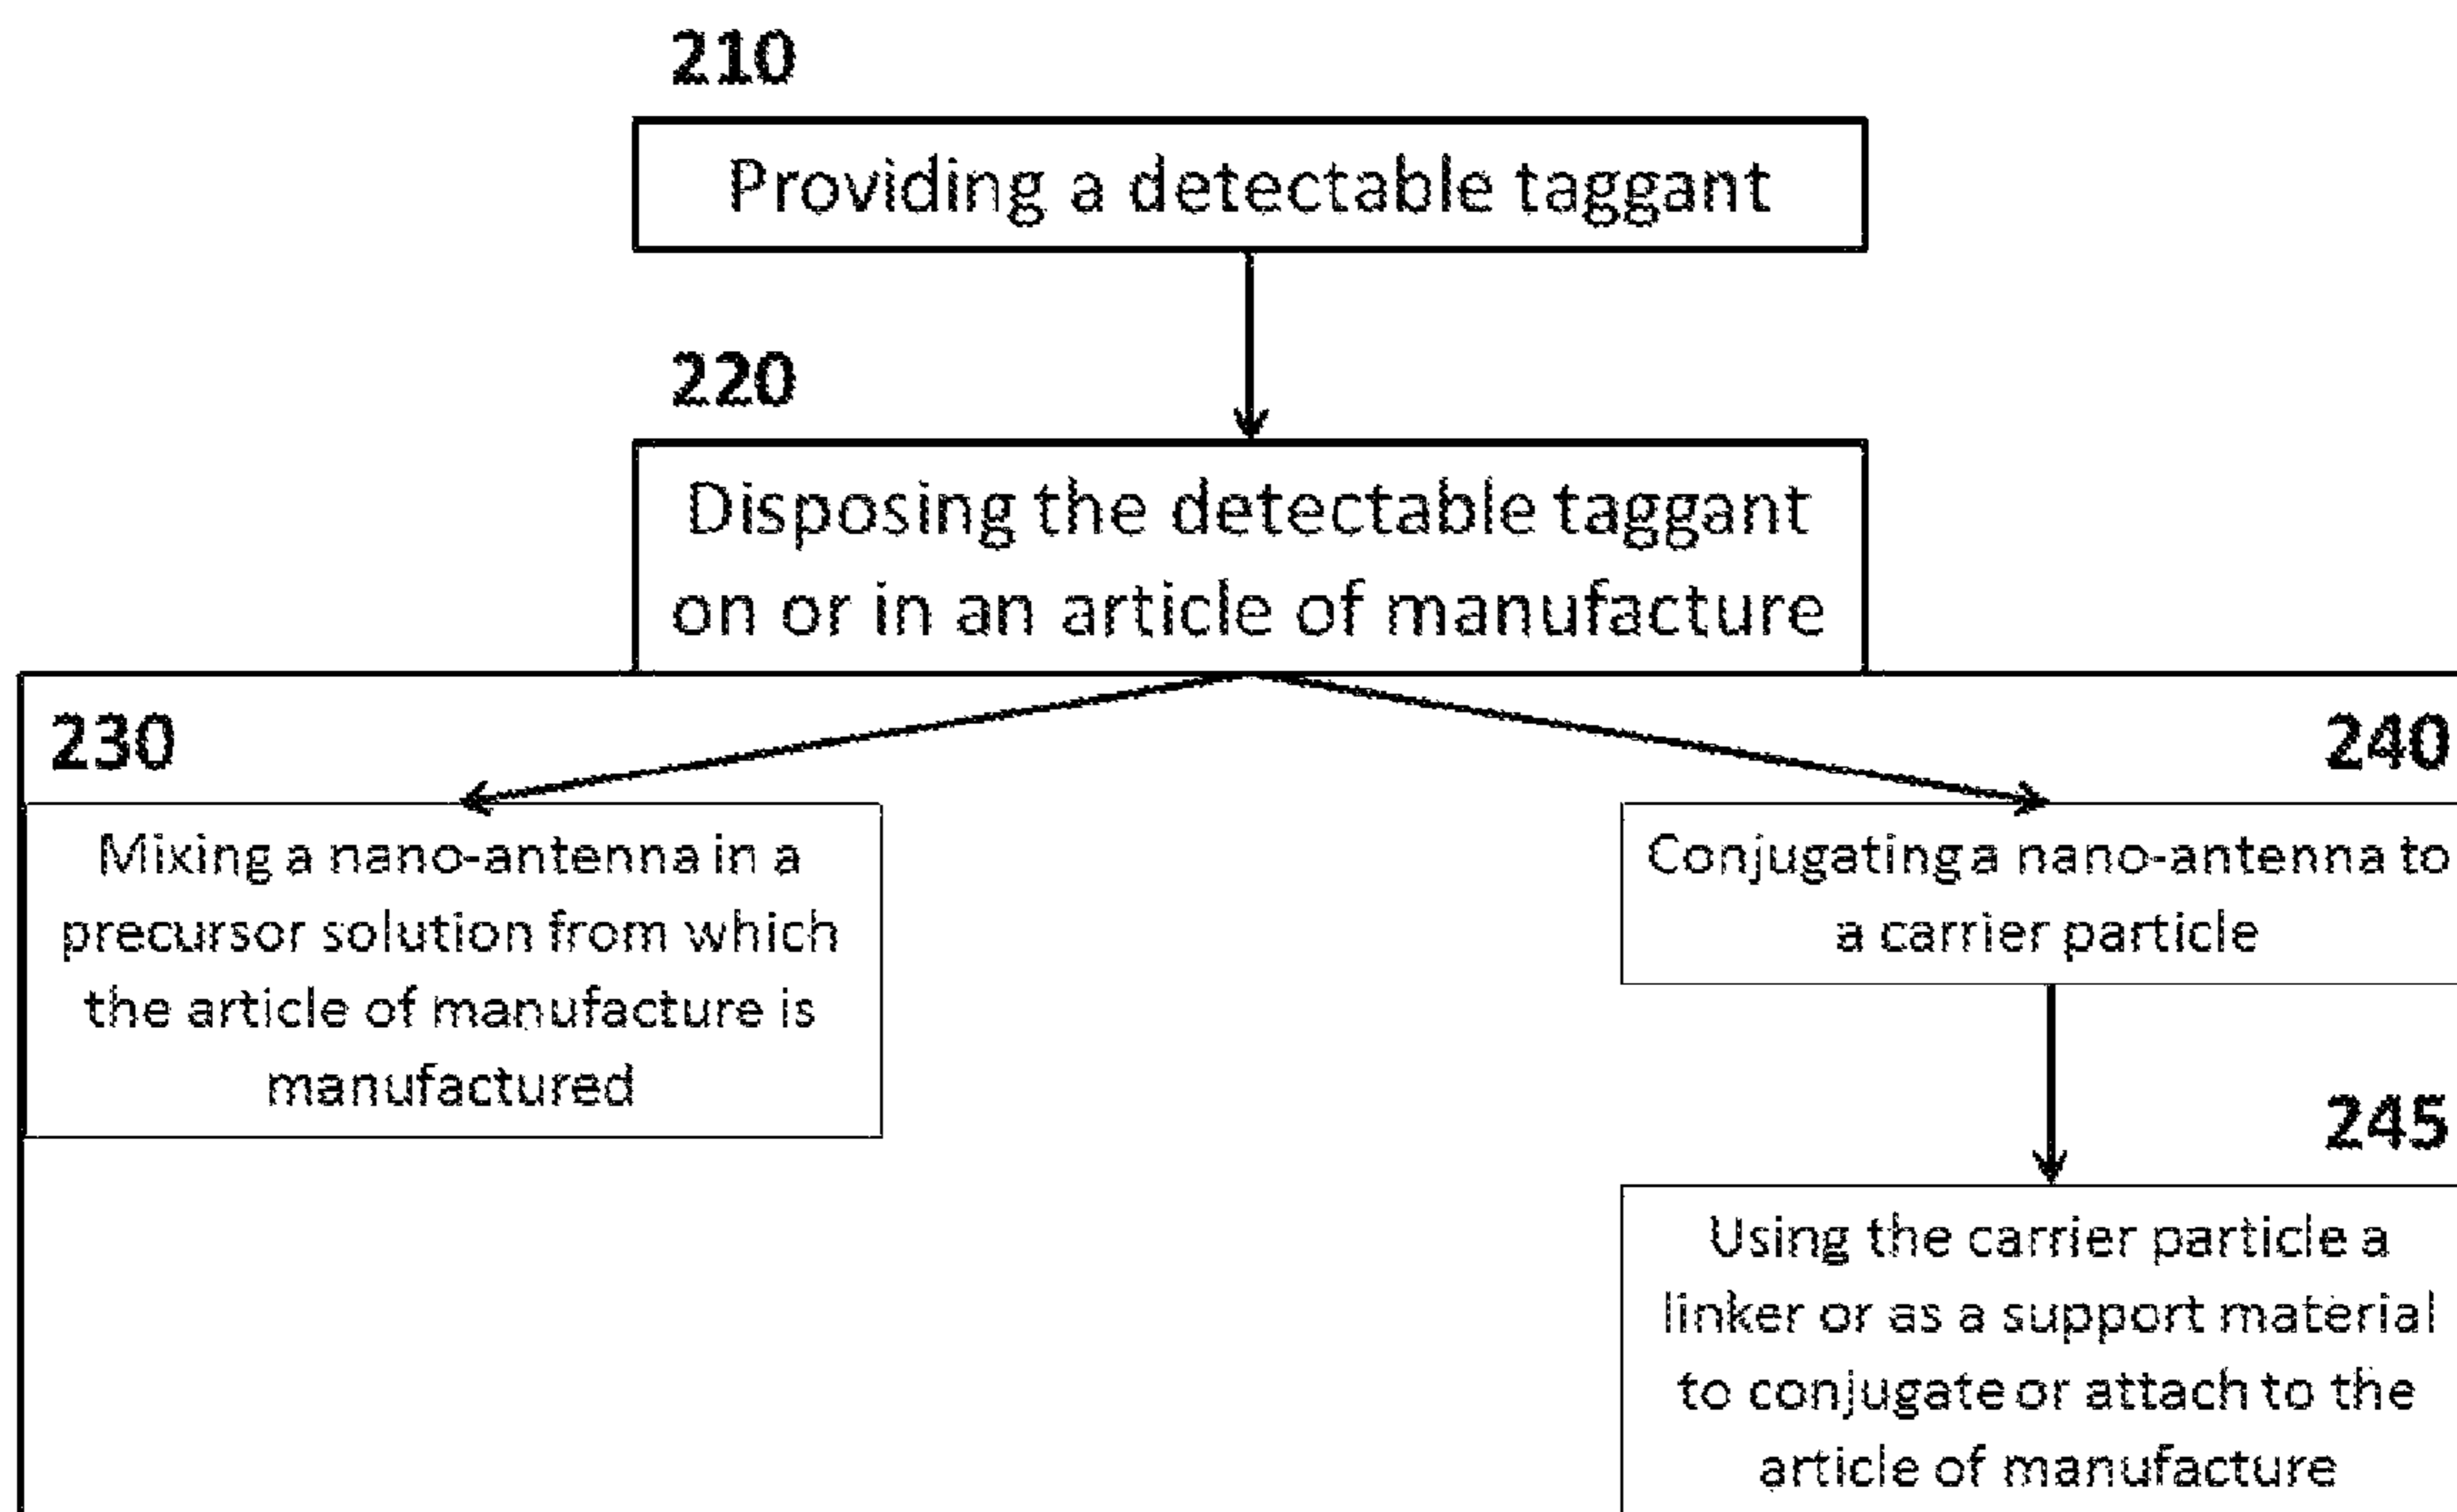 210
Providing a detectable taggant
220
Disposing the detectable taggant
on or in an article of manufacture
230
Mixing a nano-antenna in a
precursor solution from which
the article of manufacture is
manufactured
240
Conjugating a nano-antenna to
a carrier particle
245
Using the carrier particle a
linker or as a support material
to conjugate or attach to the
article of manufacture